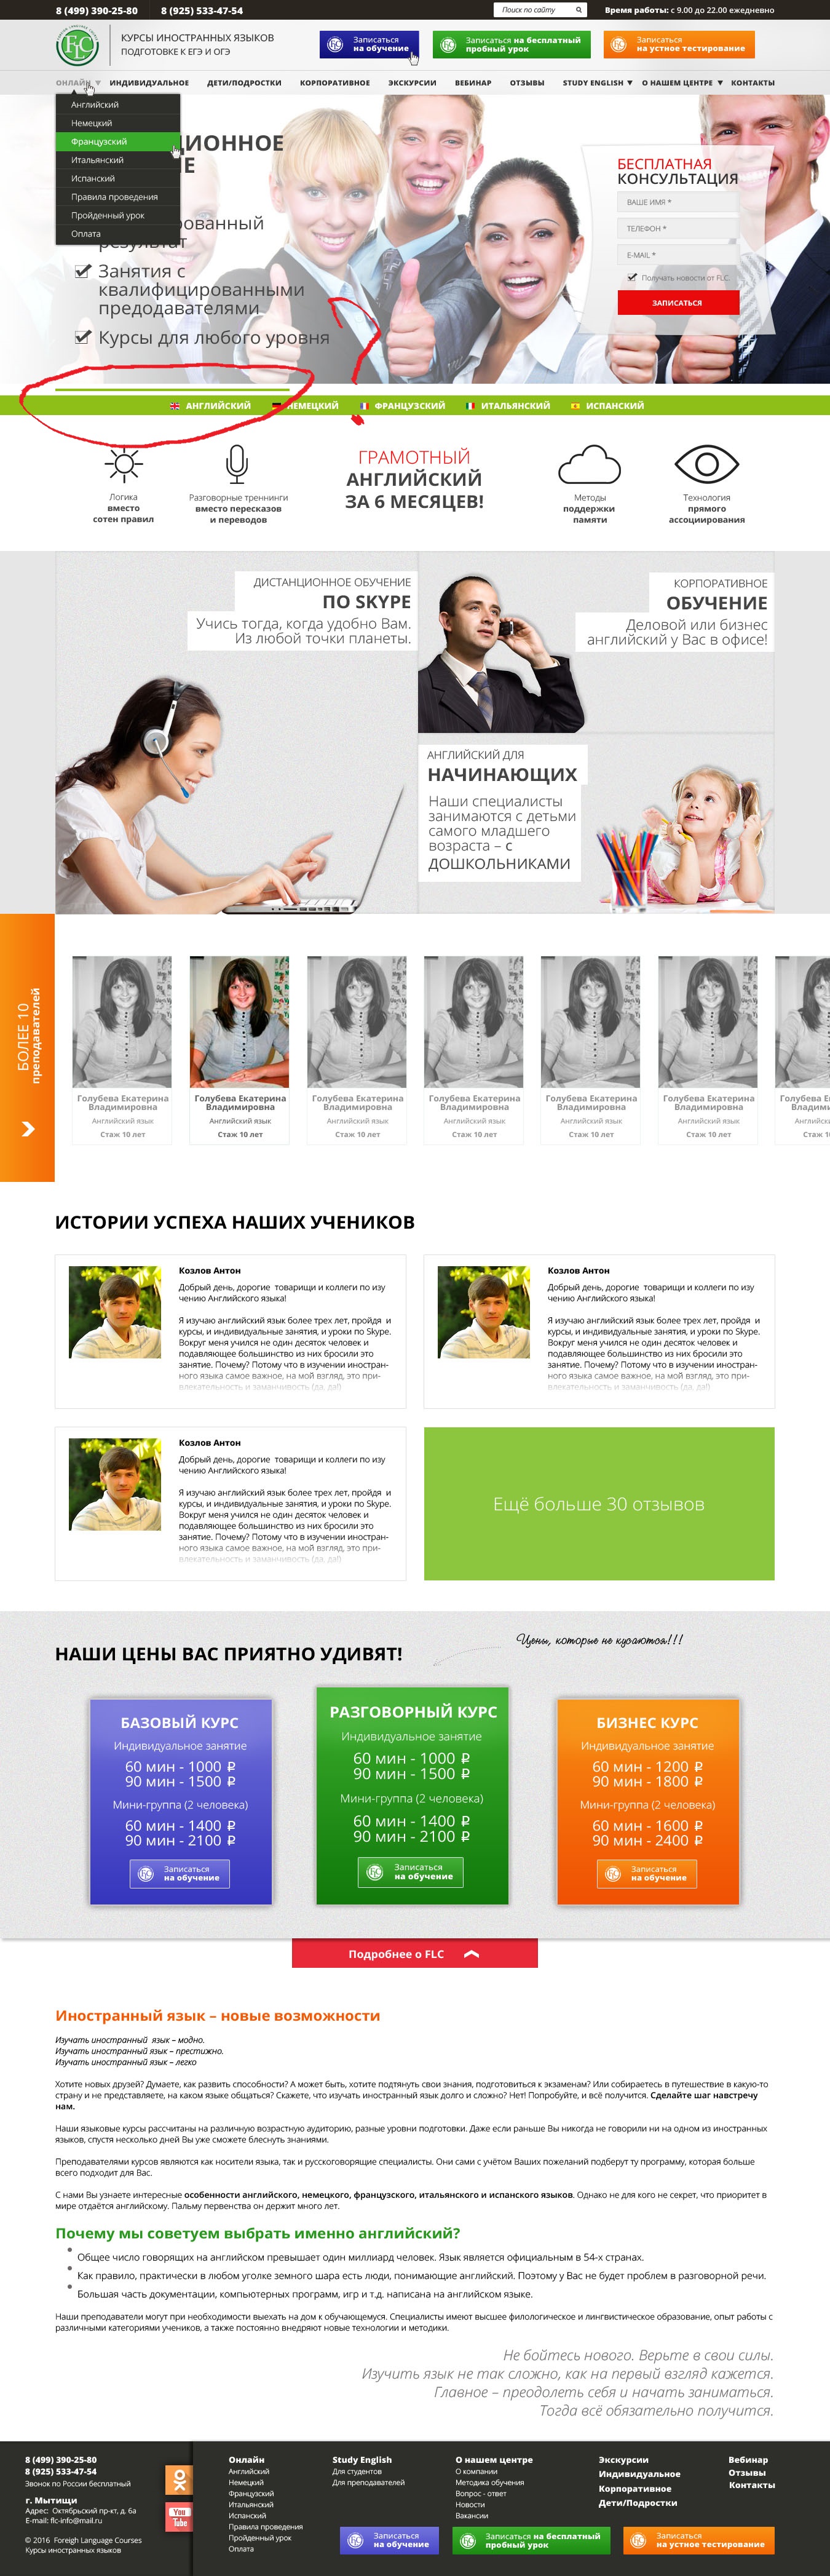 8 (499) 390-25-80
8 (925) 533-47-54
Поиск по сайту
Время работы: с 9.00 до 22.00 ежедневно
FLC
КУРСЫ ИНОСТРАННЫХ ЯЗЫКОВ
ПОДГОТОВКЕ К ЕГЭ И ОГЭ
Записаться
на обучение
Записаться на бесплатный
пробный урок
Записаться
на устное тестирование
ОНЛАЙН
ИНДИВИДУАЛЬНОЕ
ДЕТИ/ПОДРОСТКИ
КОРПОРАТИВНОЕ
ЭКСКУРСИИ
ВЕБИНАР
ОТЗЫВЫ
STUDY ENGLISH
О НАШЕМ ЦЕНТРЕ
КОНТАКТЫ
Английский
Немецкий
Французский
Итальянский
Испанский
Правила проведения
Пройденный урок
Оплата
Занятия с
квалифицированными
предодавателями
Курсы для любого уровня
БЕСПЛАТНАЯ
КОНСУЛЬТАЦИЯ
ВАШЕ ИМЯ *
ТЕЛЕФОН *
E-MAIL *
Получать новости от FLC
ЗАПИСАТЬСЯ
АНГЛИЙСКИЙ
НЕМЕЦКИЙ
ФРАНЦУЗСКИЙ
ИТАЛЬЯНСКИЙ
ИСПАНСКИЙ
Логика
вместо
сотен правил
Разговорные треннинги
вместо пересказов
и переводов
ГРАМОТНЫЙ
АНГЛИЙСКИЙ
ЗА 6 МЕСЯЦЕВ!
Методы
поддержки
памяти
Технология
прямого
ассоциирования
ДИСТАНЦИОННОЕ ОБУЧЕНИЕ
ПО SKYPE
Учись тогда, когда удобно Вам.
Из любой точки планеты.
КОРПОРАТИВНОЕ
ОБУЧЕНИЕ
Деловой или бизнес
английский у Вас в офисе!
АНГЛИЙСКИЙ ДЛЯ
НАЧИНАЮЩИХ
Наши специалисты
занимаются с детьми
самого младшего
возраста – с
ДОШКОЛЬНИКАМИ
БОЛЕЕ 10
преподавателей
Голубева Екатерина
Владимировна
Английский язык
Стаж 10 лет
Голубева Екатерина
Владимировна
Английский язык
Стаж 10 лет
Голубева Екатерина
Владимировна
Английский язык
Стаж 10 лет
Голубева Екатерина
Владимировна
Английский язык
Стаж 10 лет
Голубева Екатерина
Владимировна
Английский язык
Стаж 10 лет
Голубева Екатерина
Владимировна
Английский язык
Стаж 10 лет
Голубева
Стаж
ИСТОРИИ УСПЕХА НАШИХ УЧЕНИКОВ
Козлов Антон
Добрый день, дорогие товарищи и коллеги по изу
чению Английского языка!
Я изучаю английский язык более трех лет, пройдя и
курсы, и индивидуальные занятия, и уроки по Skype.
Вокруг меня учился не один десяток человек и
подавляющее большинство из них бросили это
занятие. Почему? Потому что в изучении иностран-
ного языка самое важное, на мой взгляд, это при-
влекательность и заманчивость (да, да!)
Козлов Антон
Добрый день, дорогие товарищи и коллеги по изу
чению Английского языка!
Я изучаю английский язык более трех лет, пройдя и
курсы, и индивидуальные занятия, и уроки по Skype.
Вокруг меня учился не один десяток человек и
подавляющее большинство из них бросили это
занятие. Почему? Потому что в изучении иностран-
ного языка самое важное, на мой взгляд, это при-
влекательность и заманчивость (да, да!)
Козлов Антон
Добрый день, дорогие товарищи и коллеги по изу
чению Английского языка!
Я изучаю английский язык более трех лет, пройдя и
курсы, и индивидуальные занятия, и уроки по Skype.
Вокруг меня учился не один десяток человек и
подавляющее большинство из них бросили это
занятие. Почему? Потому что в изучении иностран-
ного языка самое важное, на мой взгляд, это при-
влекательность и заманчивость (да, да!)
Ещё больше 30 отзывов
НАШИ ЦЕНЫ ВАС ПРИЯТНО УДИВЯТ!
Цены, которые не кусаются!!!
БАЗОВЫЙ КУРС
Индивидуальное занятие
60 мин - 1000 ₽
90 мин - 1500 ₽
Мини-группа (2 человека)
60 мин - 1400 ₽
90 мин - 2100 ₽
Записаться
на обучение
РАЗГОВОРНЫЙ КУРС
Индивидуальное занятие
60 мин - 1000 ₽
90 мин - 1500 ₽
Мини-группа (2 человека)
60 мин - 1400 ₽
90 мин - 2100 ₽
Записаться
на обучение
БИЗНЕС КУРС
Индивидуальное занятие
60 мин - 1200 ₽
90 мин - 1800 ₽
Мини-группа (2 человека)
60 мин - 1600 ₽
90 мин - 2400 ₽
Записаться
на обучение
Подробнее о FLC
Иностранный язык – новые возможности
Изучать иностранный язык – модно.
Изучать иностранный язык – престижно.
Изучать иностранный язык – легко
Хотите новых друзей? Думаете, как развить способности? А может быть, хотите подтянуть свои знания, подготовиться к экзаменам? Или собираетесь в путешествие в какую-то
страну и не представляете, на каком языке общаться? Скажете, что изучать иностранный язык долго и сложно? Нет! Попробуйте, и всё получится. Сделайте шаг навстречу
нам.
Наши языковые курсы рассчитаны на различную возрастную аудиторию, разные уровни подготовки. Даже если раньше Вы никогда не говорили ни на одном из иностранных
языков, спустя несколько дней Вы уже сможете блеснуть знаниями.
Преподавателями курсов являются как носители языка, так и русскоговорящие специалисты. Они сами с учётом Ваших пожеланий подберут ту программу, которая больше
всего подходит для Вас.
С нами Вы узнаете интересные особенности английского, немецкого, французского, итальянского и испанского языков. Однако не для кого не секрет, что приоритет в
мире отдаётся английскому. Пальму первенства он держит много лет.
Почему мы советуем выбрать именно английский?
Общее число говорящих на английском превышает один миллиард человек. Язык является официальным в 54-х странах.
Как правило, практически в любом уголке земного шара есть люди, понимающие английский. Поэтому у Вас не будет проблем в разговорной речи.
Большая часть документации, компьютерных программ, игр и т.д. написана на английском языке.
Наши преподаватели могут при необходимости выехать на дом к обучающемуся. Специалисты имеют высшее филологическое и лингвистическое образование, опыт работы с
различными категориями учеников, а также постоянно внедряют новые технологии и методики.
Не бойтесь нового. Верьте в свои силы.
Изучить язык не так сложно, как на первый взгляд кажется.
Главное – преодолеть себя и начать заниматься.
Тогда всё обязательно получится.
8 (499) 390-25-80
8 (925) 533-47-54
Звонок по России бесплатный
г. Мытищи
Адрес: Октябрьский пр-кт, д. 6а
E-mail: flc-info@mail.ru
© 2016 Foreigh Language Courses
Курсы иностранных языков
You
Tube
Онлайн
Английский
Немецкий
Французский
Итальянский
Испанский
Правила проведения
Пройденный урок
Оплата
Study English
Для студентов
Для преподавателей
О нашем центре
О компании
Методика обучения
Вопрос - ответ
Новости
Вакансии
Экскурсии
Индивидуальное
Корпоративное
Дети/Подростки
Вебинар
Отзывы
Контакты
Записаться
на обучение
Записаться на бесплатный
пробный урок
Записаться
на устное тестирование